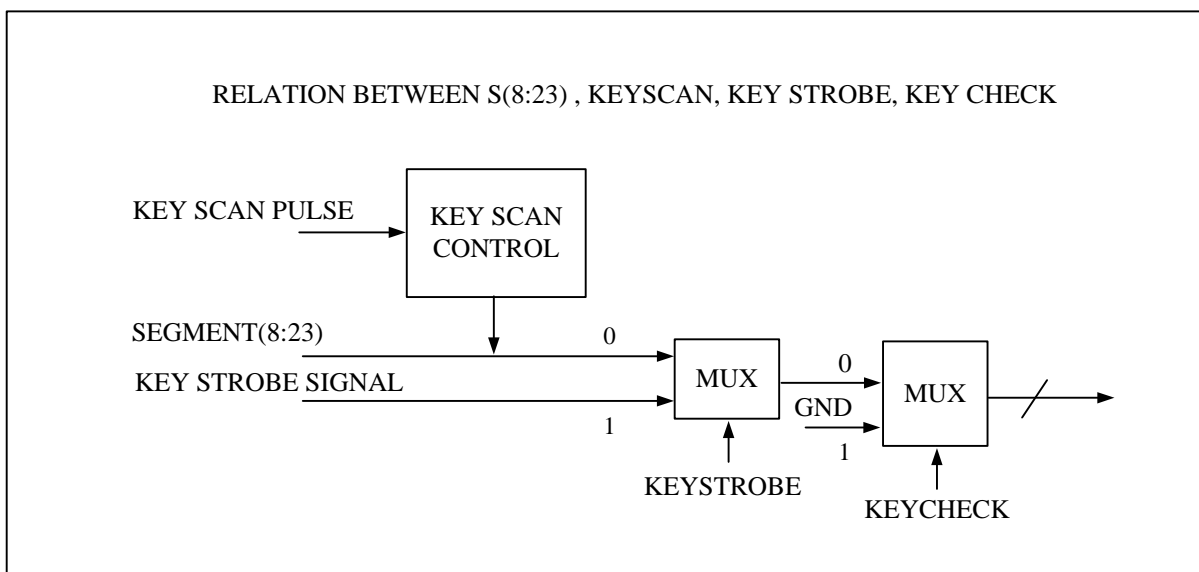 RELATION BETWEEN S(8:23) , KEYSCAN, KEY STROBE, KEY CHECK
KEY SCAN PULSE
KEY SCAN
CONTROL
SEGMENT(8:23)
0
KEY STROBE SIGNAL
1
MUX
0
GND
1
MUX
KEYSTROBE
KEYCHECK